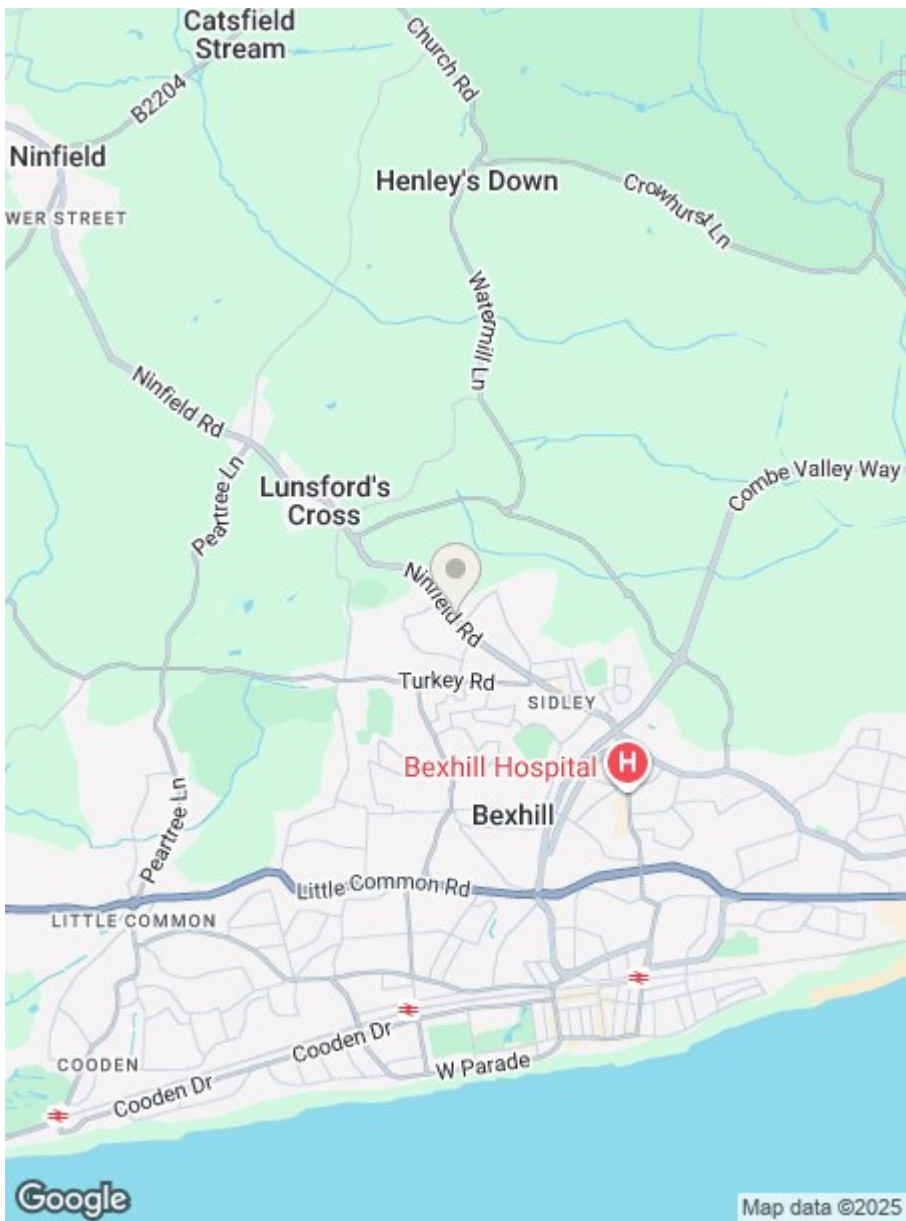 Catsfield
Stream
Church Rd
B2204
Ninfield
Henley's Down
Crowhurst Ln
WER STREET
Watermill Ln
Ninfield Rd
Combe Valley Way
Lunsford's
Cross
Peartree Ln
Ninfield Rd
Turkey Rd
SIDLEY
Bexhill Hospital
H
Bexhill
Peartree Ln
Little Common Rd
LITTLE COMMON
Cooden Dr
COODEN
W Parade
Cooden Dr
Google
Map data ©2025